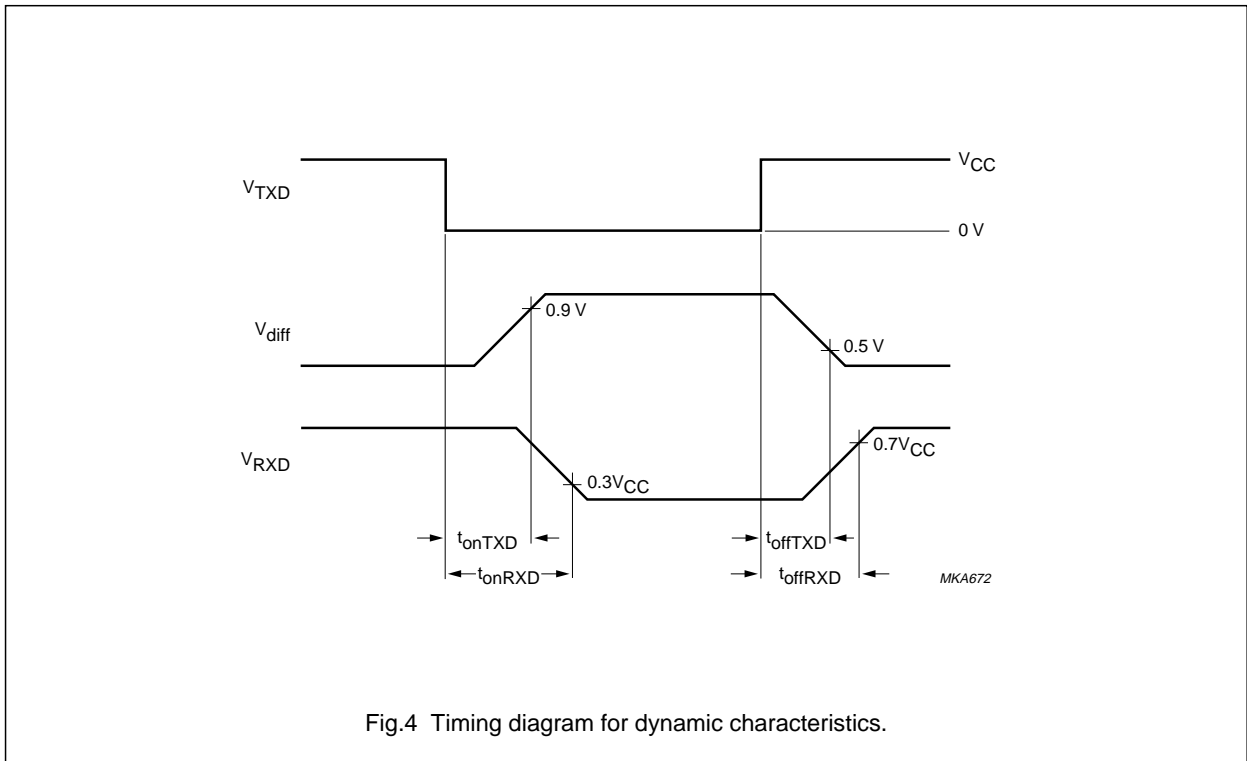 V_TXD
V_CC
0 V
V_diff
0.9 V
0.5 V
V_RXD
0.3V_CC
0.7V_CC
t_onTXD
t_offTXD
t_onRXD
t_offRXD
MKA672
Fig.4 Timing diagram for dynamic characteristics.